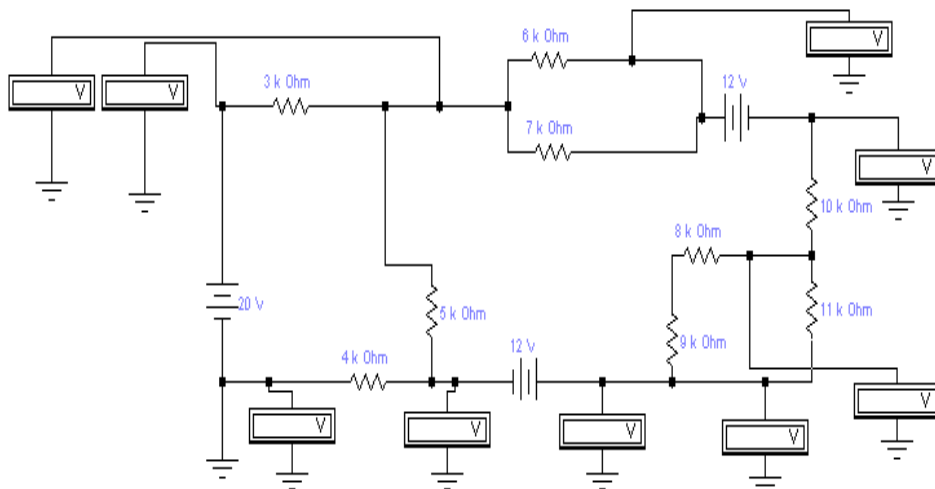 V
6 k Ohm
V
V
3 k Ohm
12 V
7 k Ohm
V
10 k Ohm
8 k Ohm
20 V
5 k Ohm
11 k Ohm
9 k Ohm
12 V
4 k Ohm
V
V
V
V
V